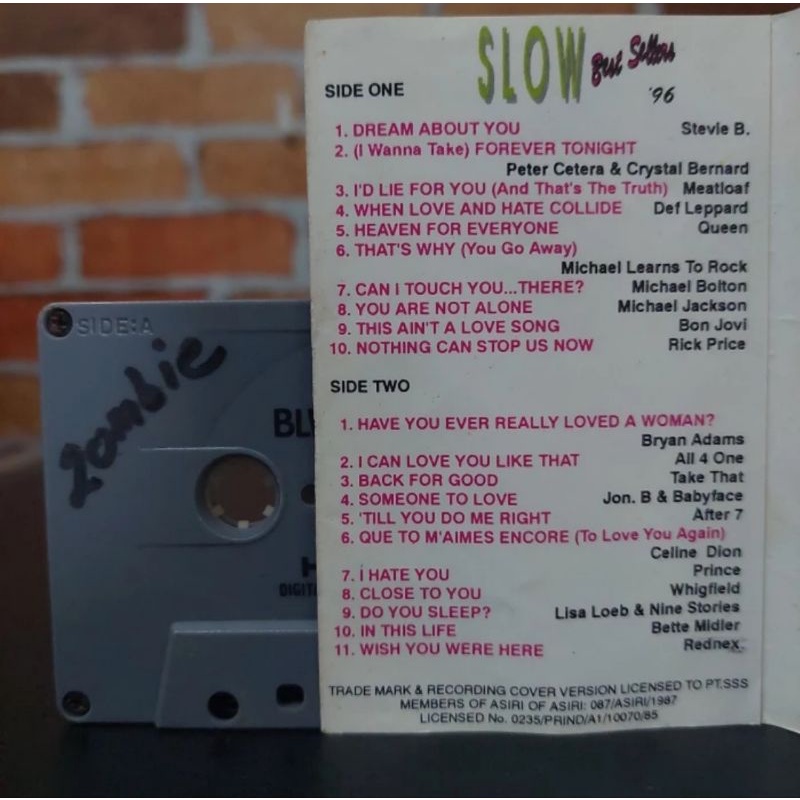 SLOW Best Sellers
'96
SIDE ONE
1. DREAM ABOUT YOU Stevie B.
2. (I Wanna Take) FOREVER TONIGHT
Peter Cetera & Crystal Bernard
3. I'D LIE FOR YOU (And That's The Truth) Meatloaf
4. WHEN LOVE AND HATE COLLIDE Def Leppard
5. HEAVEN FOR EVERYONE Queen
6. THAT'S WHY (You Go Away)
Michael Learns To Rock
7. CAN I TOUCH YOU...THERE? Michael Bolton
8. YOU ARE NOT ALONE Michael Jackson
9. THIS AIN'T A LOVE SONG Bon Jovi
10. NOTHING CAN STOP US NOW Rick Price
SIDE TWO
1. HAVE YOU EVER REALLY LOVED A WOMAN?
Bryan Adams
2. I CAN LOVE YOU LIKE THAT All 4 One
3. BACK FOR GOOD Take That
4. SOMEONE TO LOVE Jon. B & Babyface
5. 'TILL YOU DO ME RIGHT After 7
6. QUE TO M'AIMES ENCORE (To Love You Again)
Celine Dion
7. I HATE YOU Prince
8. CLOSE TO YOU Whigfield
9. DO YOU SLEEP? Lisa Loeb & Nine Stories
10. IN THIS LIFE Bette Midler
11. WISH YOU WERE HERE Rednex
TRADE MARK & RECORDING COVER VERSION LICENSED TO PT.SSS
MEMBERS OF ASIRI OF ASIRI: 087/ASIRI/1987
LICENSED No. 0235/PRIND/A1/10070/85
SIDE:A
Zombie